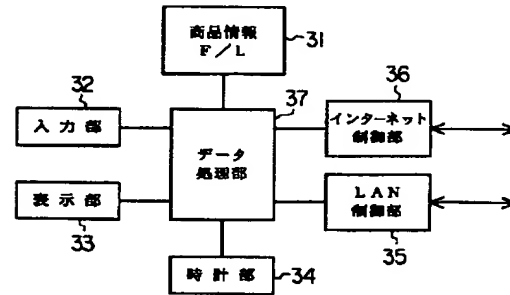 商品情報
F/L
31
32
入力部
37
データ
処理部
36
インターネット
制御部
表示部
33
LAN
制御部
35
時計部
34